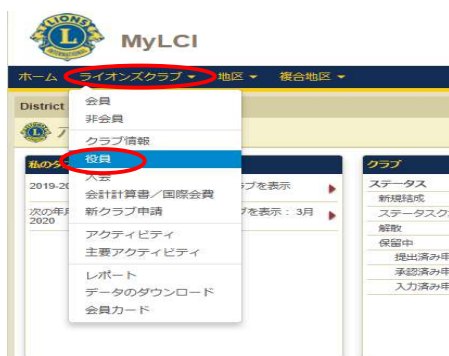 LIONS
INTERNATIONAL
MyLCI
ホーム ライオンズクラブ 地区 複合地区
District
会員
非会員
クラブ情報
役員
私の
大会
会計計算書/国際会費
新クラブ申請
アクティビティ
主要アクティビティ
レポート
データのダウンロード
会員カード
2019-20
ブを表示
次の年
2020
ブを表示: 3月
クラブ
ステータス
新規結成
ステータスク
解散
保留中
提出済み申
承認済み申
入力済み申